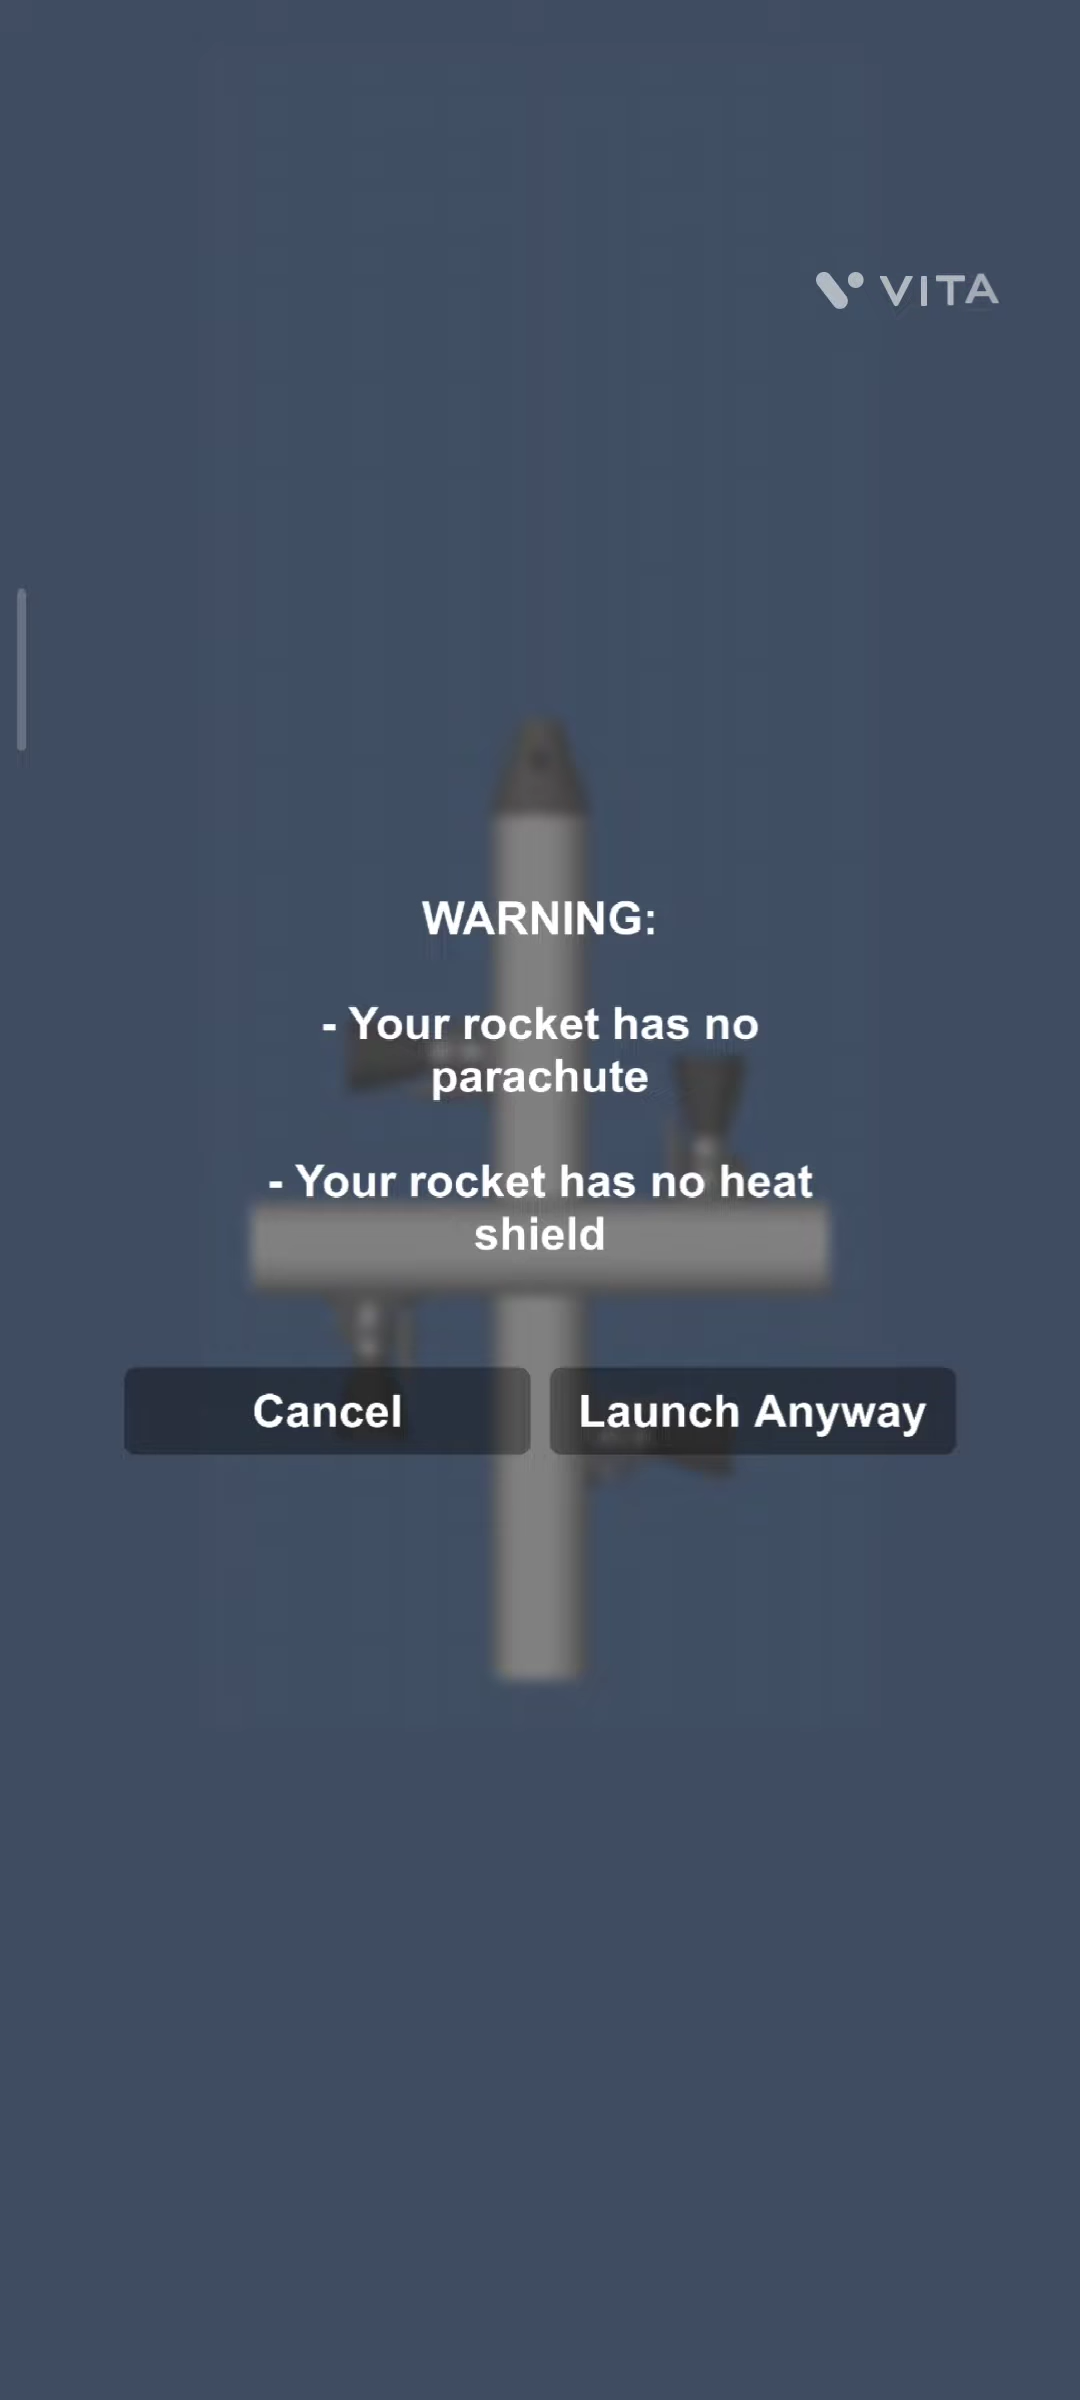 VITA
WARNING:
- Your rocket has no
parachute
- Your rocket has no heat
shield
Cancel
Launch Anyway